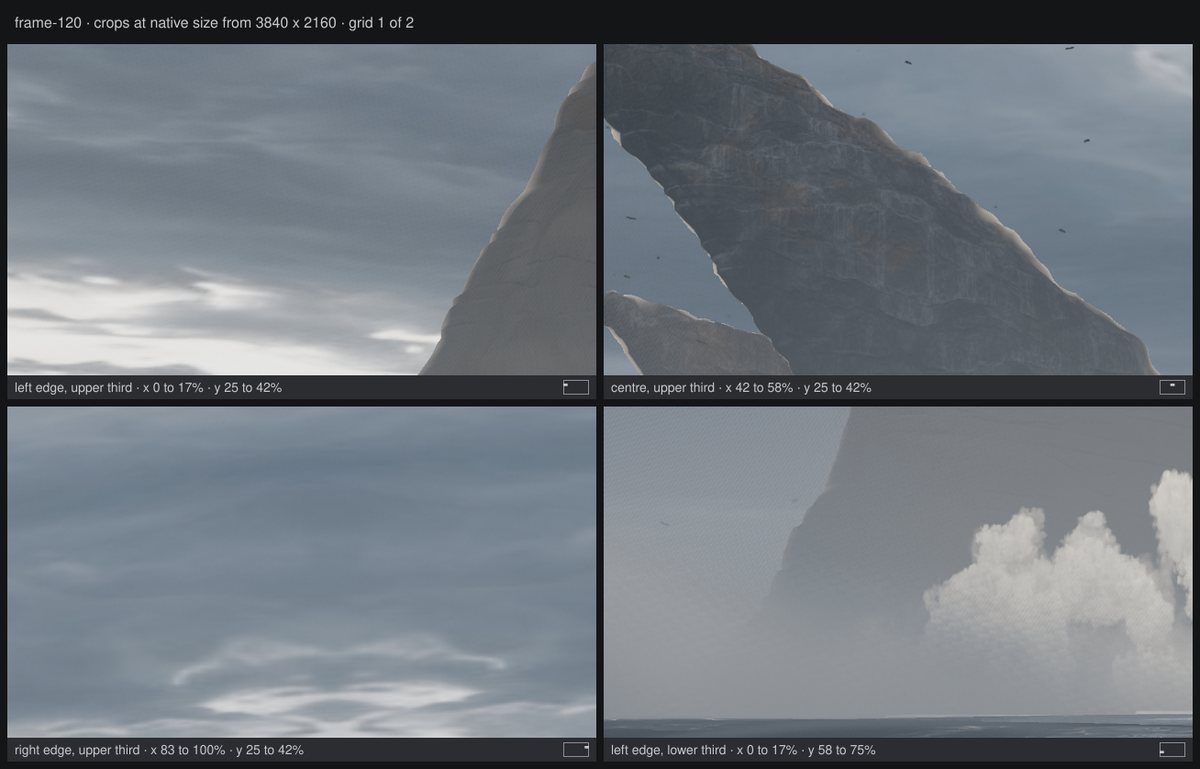 frame-120 · crops at native size from 3840 x 2160 · grid 1 of 2
left edge, upper third · x 0 to 17% · y 25 to 42%
centre, upper third · x 42 to 58% · y 25 to 42%
right edge, upper third · x 83 to 100% · y 25 to 42%
left edge, lower third · x 0 to 17% · y 58 to 75%